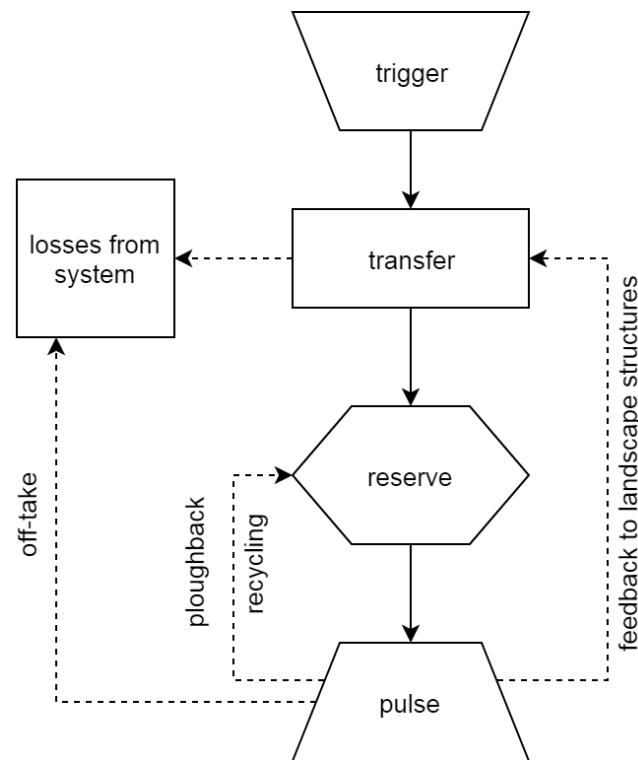 trigger
losses from
system
transfer
feedback to landscape structures
reserve
off-take
ploughback
recycling
pulse